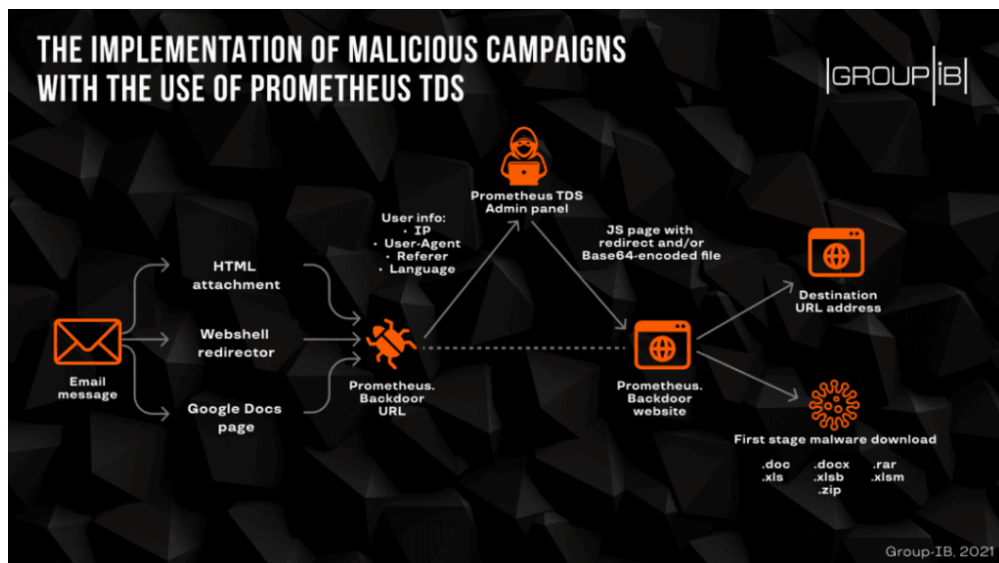 THE IMPLEMENTATION OF MALICIOUS CAMPAIGNS
WITH THE USE OF PROMETHEUS TDS
|GROUP|iB|
Prometheus TDS
Admin panel
User info:
• IP
• User-Agent
• Referer
• Language
JS page with
redirect and/or
Base64-encoded file
HTML
attachment
Webshell
redirector
Google Docs
page
Email
message
Prometheus.
Backdoor
URL
Prometheus.
Backdoor
website
Destination
URL address
First stage malware download
.doc .docx .rar
.xls .xlsb .xlsm
.zip
Group-IB, 2021